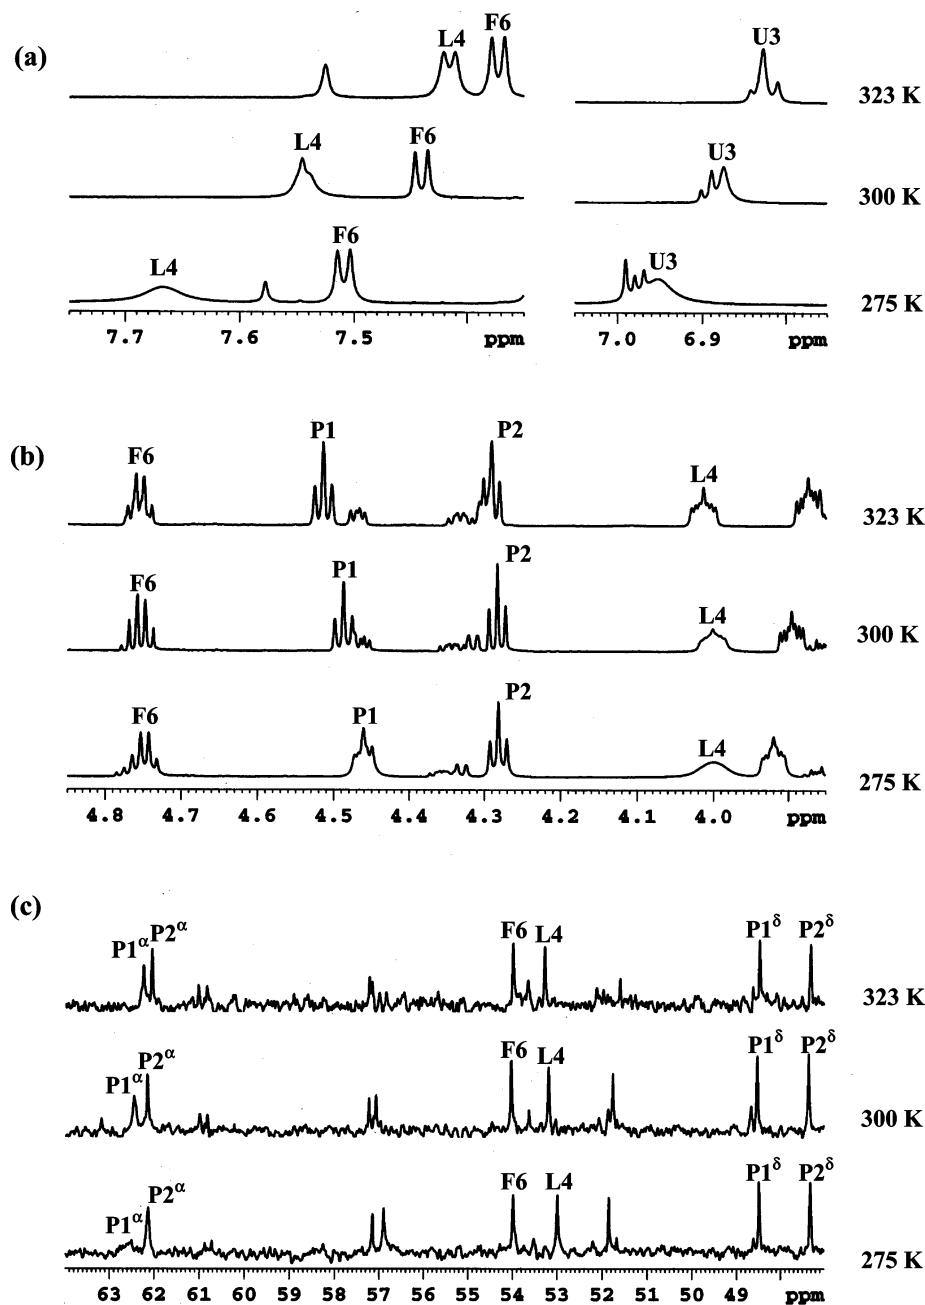 (a)
L4 F6 U3
323 K
L4 F6 U3
300 K
L4 F6 U3
275 K
7.7 7.6 7.5 ppm 7.0 6.9 ppm
(b)
F6 P1 P2 L4
323 K
F6 P1 P2 L4
300 K
F6 P1 P2 L4
275 K
4.8 4.7 4.6 4.5 4.4 4.3 4.2 4.1 4.0 ppm
(c)
P1α P2α F6 L4 P1δ P2δ
323 K
P1α P2α F6 L4 P1δ P2δ
300 K
P1α P2α F6 L4 P1δ P2δ
275 K
63 62 61 60 59 58 57 56 55 54 53 52 51 50 49 ppm